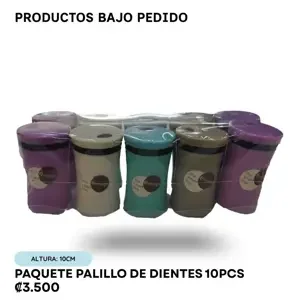 PRODUCTOS BAJO PEDIDO
ALTURA: 10CM
PAQUETE PALILLO DE DIENTES 10PCS
₡3.500